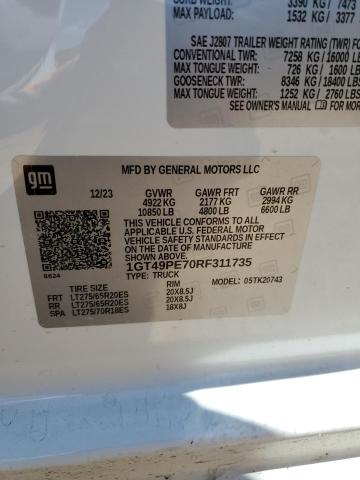 3390 KG / 7473
MAX PAYLOAD: 1532 KG / 3377
SAE J2807 TRAILER WEIGHT RATING (TWR) FO
CONVENTIONAL TWR: 7258 KG / 16000 LB
MAX TONGUE WEIGHT: 726 KG / 1600 LB
GOOSENECK TWR: 8346 KG / 18400 LBS
MAX TONGUE WEIGHT: 1252 KG / 2760 LBS
SEE OWNER'S MANUAL FOR MO
gm
MFD BY GENERAL MOTORS LLC
12/23 GVWR GAWR FRT GAWR RR
4922 KG 2177 KG 2994 KG
10850 LB 4800 LB 6600 LB
THIS VEHICLE CONFORMS TO ALL
APPLICABLE U.S. FEDERAL MOTOR
VEHICLE SAFETY STANDARDS IN EFFECT
ON THE DATE OF MANUFACTURE
SHOWN ABOVE.
1GT49PE70RF311735
6624 TYPE: TRUCK MODEL: 05TK20743
TIRE RIM
FRT LT275/65R20ES 20X8.5J
RR LT275/65R20ES 20X8.5J
SPA LT275/70R18ES 18X8J